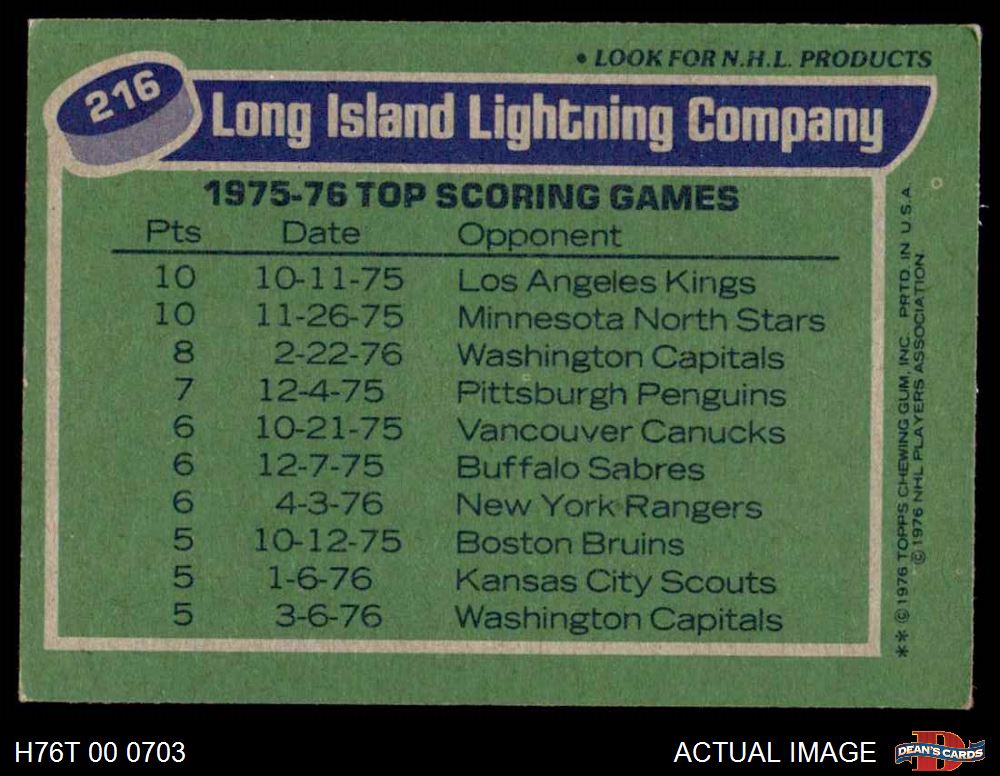 • LOOK FOR N.H.L. PRODUCTS
216
Long Island Lightning Company
1975-76 TOP SCORING GAMES
Pts Date Opponent
10 10-11-75 Los Angeles Kings
10 11-26-75 Minnesota North Stars
8 2-22-76 Washington Capitals
7 12-4-75 Pittsburgh Penguins
6 10-21-75 Vancouver Canucks
6 12-7-75 Buffalo Sabres
6 4-3-76 New York Rangers
5 10-12-75 Boston Bruins
5 1-6-76 Kansas City Scouts
5 3-6-76 Washington Capitals
** © 1976 TOPPS CHEWING GUM, INC. PRTD. IN U.S.A.
© 1976 NHL PLAYERS ASSOCIATION.
H76T 00 0703
ACTUAL IMAGE
D
DEAN'S CARDS